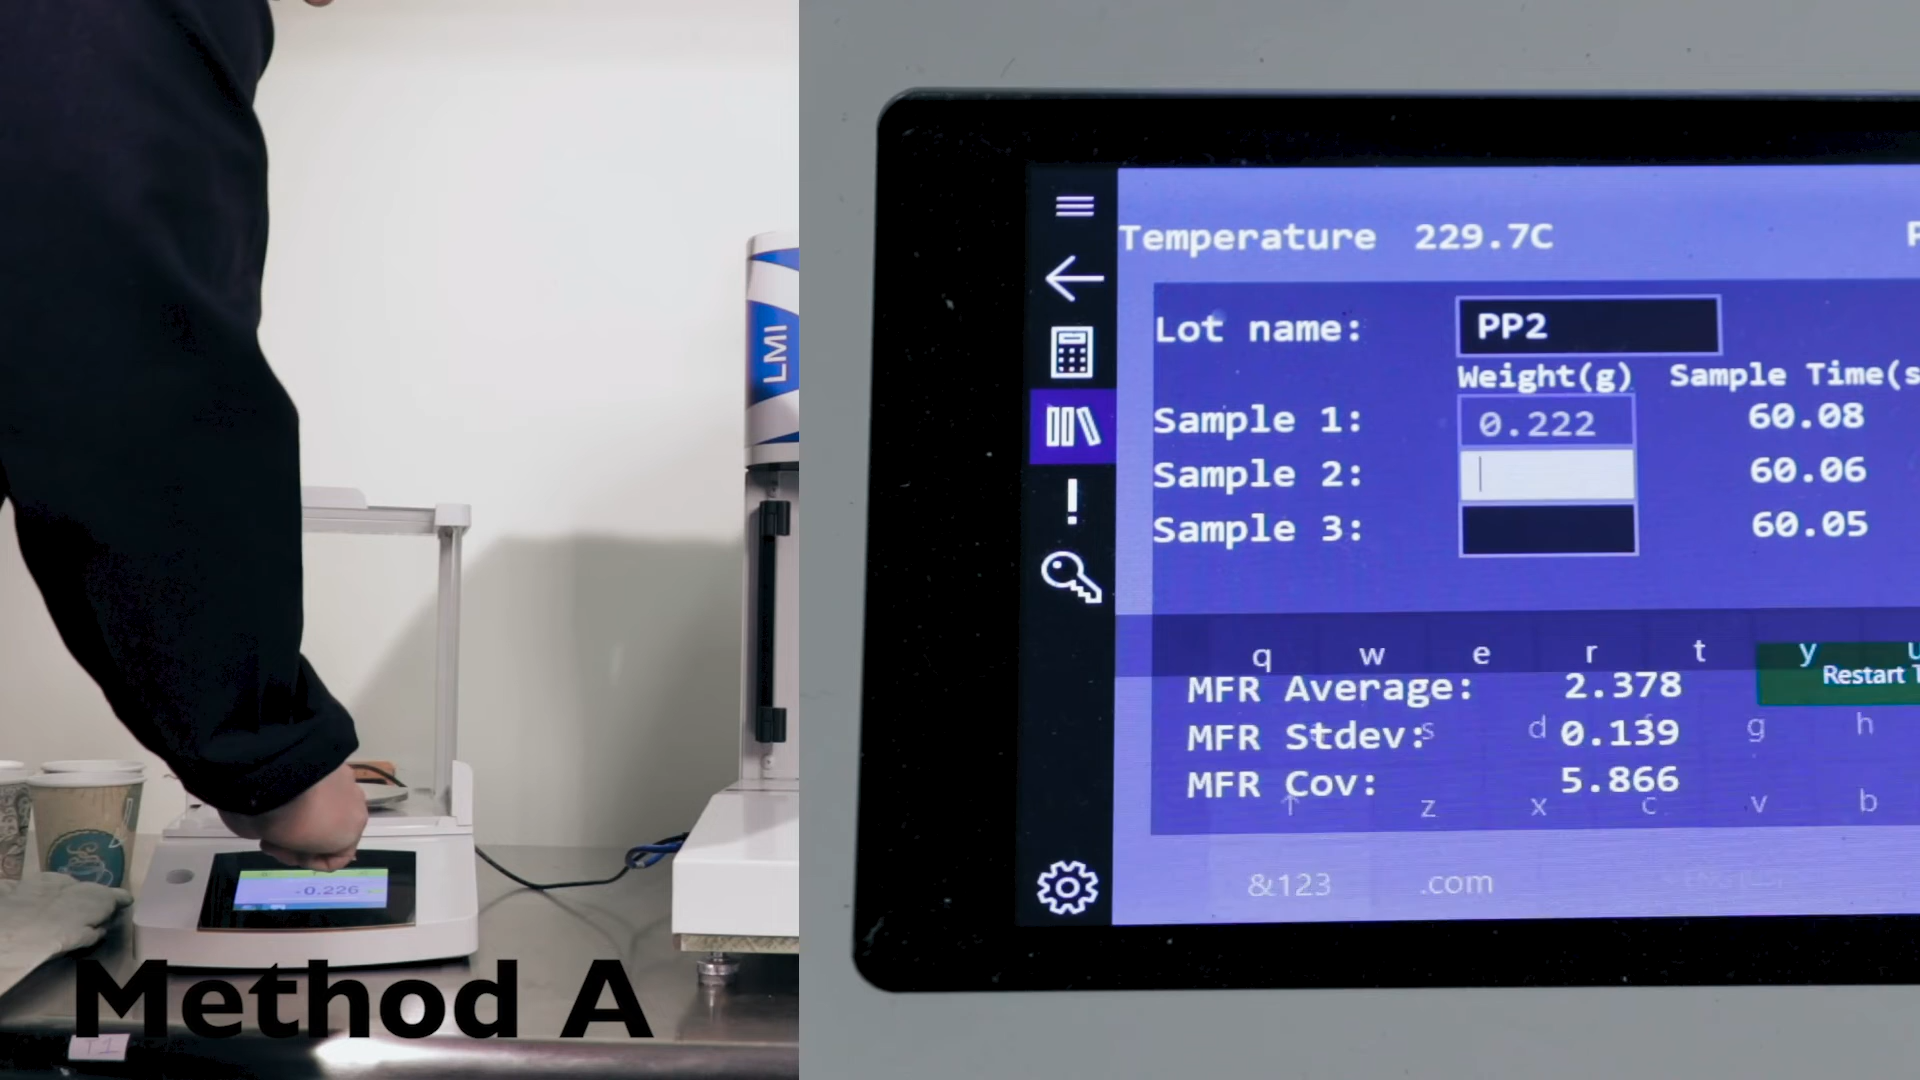 LMI
-0.226
Method A
T1
Temperature 229.7C
Lot name: PP2
Weight(g) Sample Time(s
Sample 1: 0.222 60.08
Sample 2: 60.06
Sample 3: 60.05
q w e r t y u
Restart T
MFR Average: 2.378
MFR Stdev: 0.139
s d f g h
MFR Cov: 5.866
z x c v b
&123 .com